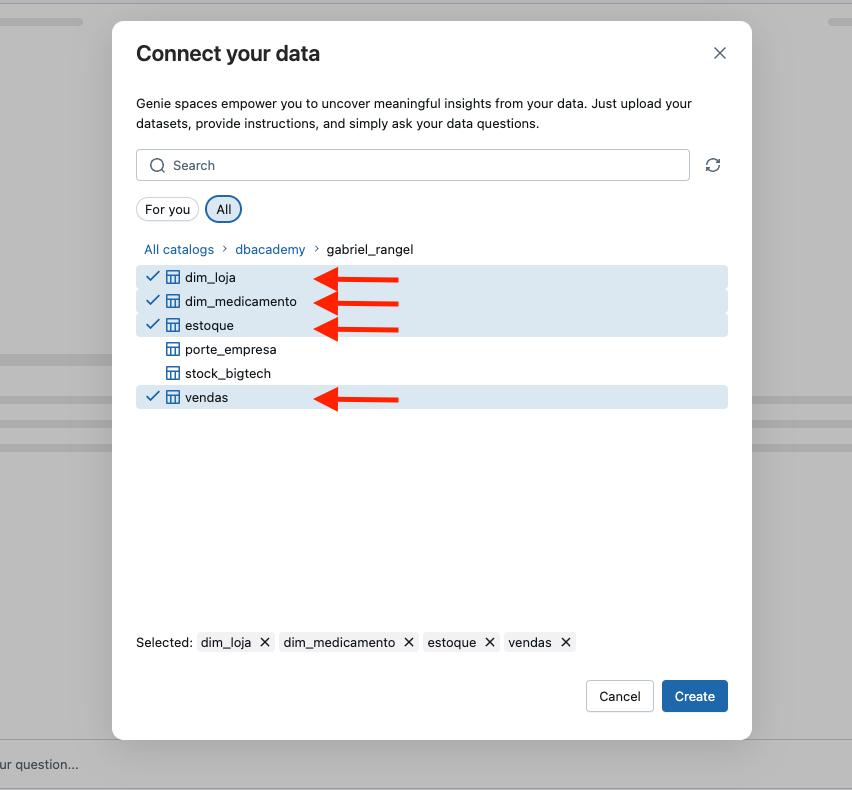 Connect your data
Genie spaces empower you to uncover meaningful insights from your data. Just upload your
datasets, provide instructions, and simply ask your data questions.
Search
For you All
All catalogs › dbacademy › gabriel_rangel
dim_loja
dim_medicamento
estoque
porte_empresa
stock_bigtech
vendas
Selected: dim_loja ✕ dim_medicamento ✕ estoque ✕ vendas ✕
Cancel Create
ur question...